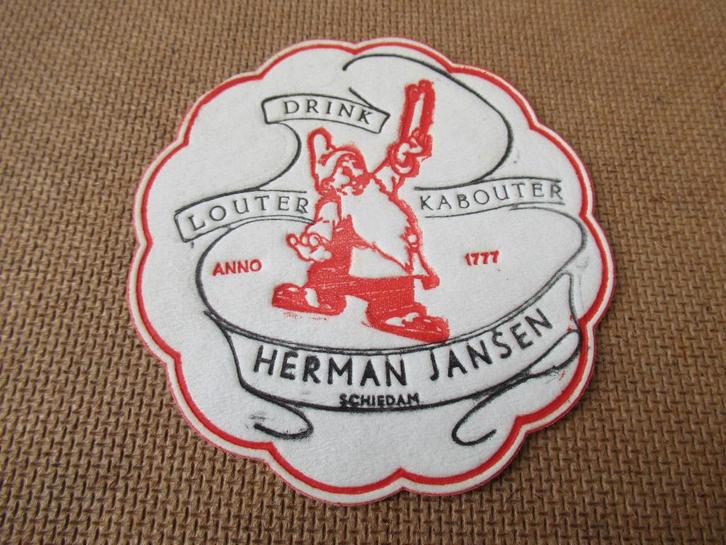 DRINK
LOUTER KABOUTER
ANNO 1777
HERMAN JANSEN
SCHIEDAM